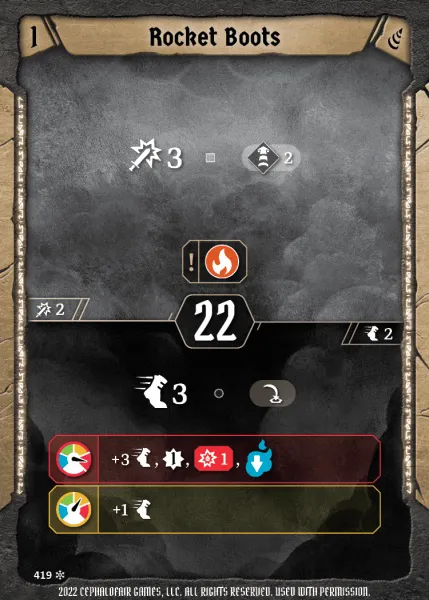 1 Rocket Boots
3 2
!
2
22
2
3
+3 , 1 , 1 ,
+1
419
2022 CEPHALOFAIR GAMES, LLC. ALL RIGHTS RESERVED. USED WITH PERMISSION.